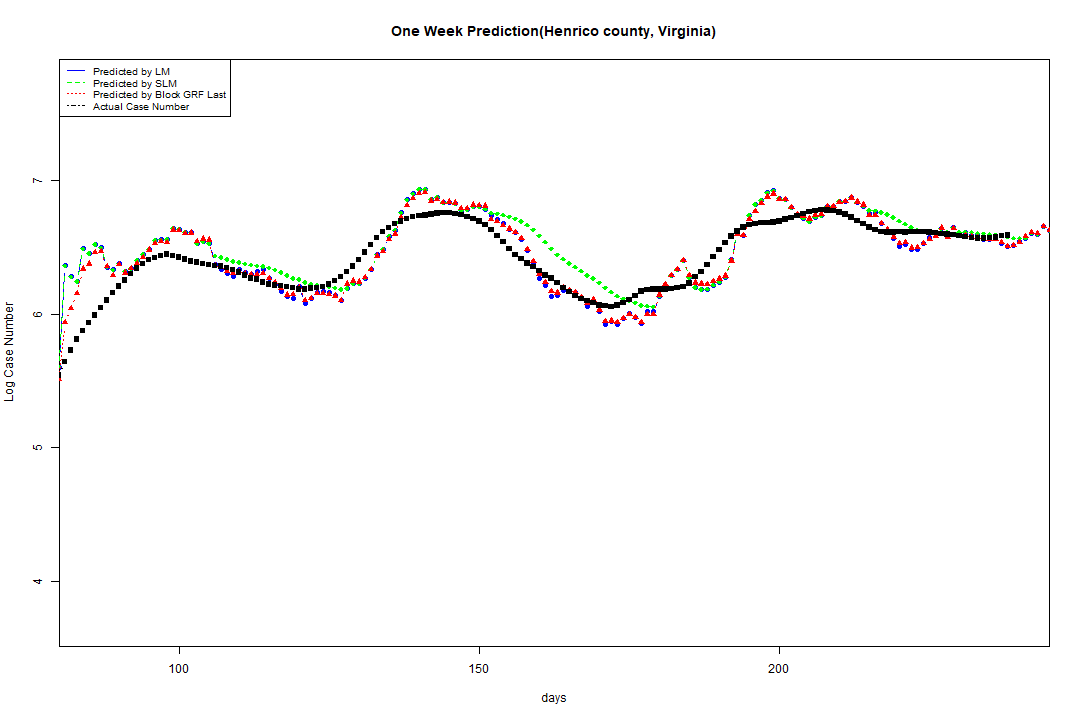 One Week Prediction(Henrico county, Virginia)
Predicted by LM
Predicted by SLM
Predicted by Block GRF Last
Actual Case Number
7
6
5
4
Log Case Number
100 150 200
days